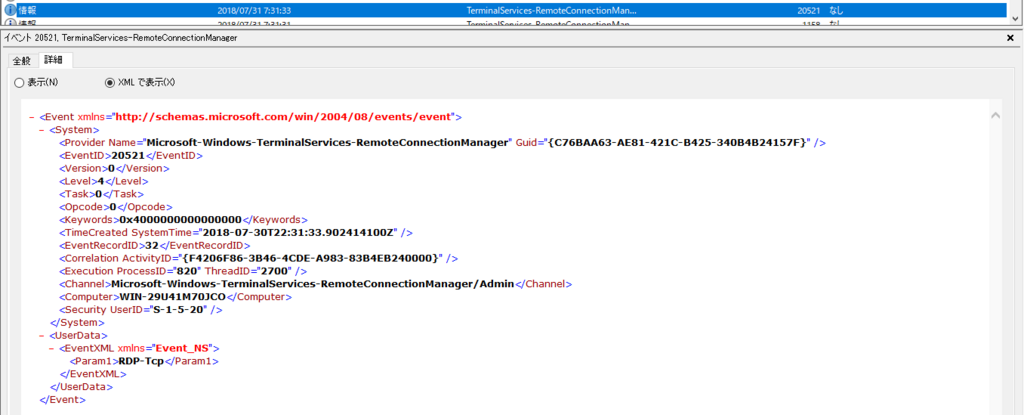 情報 2018/07/31 7:31:33 TerminalServices-RemoteConnectionMan... 20521 なし
情報 2018/07/31 7:31:31 TerminalServices-RemoteConnectionMan 1158 なし
イベント 20521, TerminalServices-RemoteConnectionManager
全般 詳細
表示(N) XML で表示(X)
- <Event xmlns="http://schemas.microsoft.com/win/2004/08/events/event">
- <System>
<Provider Name="Microsoft-Windows-TerminalServices-RemoteConnectionManager" Guid="{C76BAA63-AE81-421C-B425-340B4B24157F}" />
<EventID>20521</EventID>
<Version>0</Version>
<Level>4</Level>
<Task>0</Task>
<Opcode>0</Opcode>
<Keywords>0x4000000000000000</Keywords>
<TimeCreated SystemTime="2018-07-30T22:31:33.902414100Z" />
<EventRecordID>32</EventRecordID>
<Correlation ActivityID="{F4206F86-3B46-4CDE-A983-83B4EB240000}" />
<Execution ProcessID="820" ThreadID="2700" />
<Channel>Microsoft-Windows-TerminalServices-RemoteConnectionManager/Admin</Channel>
<Computer>WIN-29U41M70JCO</Computer>
<Security UserID="S-1-5-20" />
</System>
- <UserData>
- <EventXML xmlns="Event_NS">
<Param1>RDP-Tcp</Param1>
</EventXML>
</UserData>
</Event>